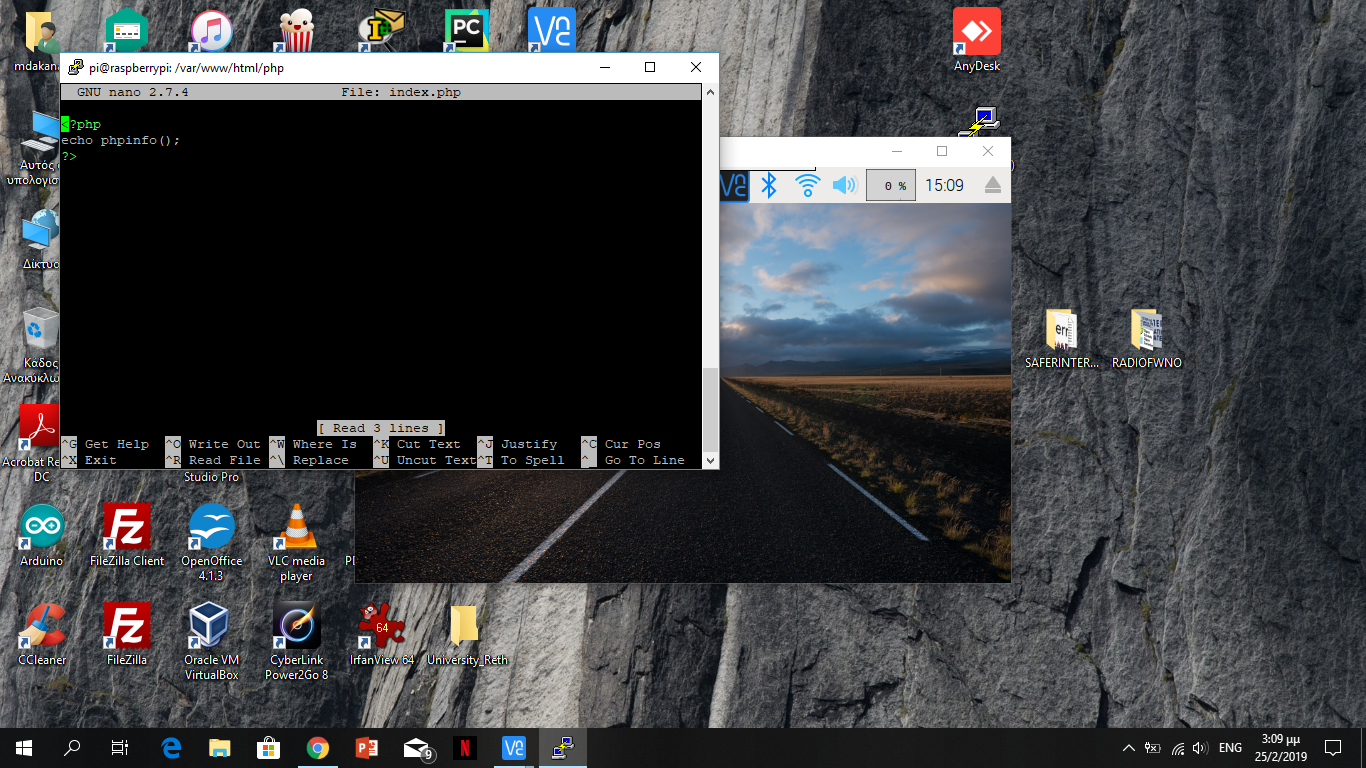 mdakana
AnyDesk
pi@raspberrypi: /var/www/html/php
GNU nano 2.7.4 File: index.php
<?php
echo phpinfo();
?>
[ Read 3 lines ]
^G Get Help ^O Write Out ^W Where Is ^K Cut Text ^J Justify ^C Cur Pos
^X Exit ^R Read File ^\ Replace ^U Uncut Text ^T To Spell ^_ Go To Line
0 %
15:09
Αυτός ο
υπολογισ
Δίκτυο
Κάδος
Ανακύκλω
SAFERINTER...
RADIOFWNO
Acrobat Re
DC
Studio Pro
Arduino
FileZilla Client
OpenOffice
4.1.3
VLC media
player
CCleaner
FileZilla
Oracle VM
VirtualBox
CyberLink
Power2Go 8
64
IrfanView 64
University_Reth
9
ENG
3:09 μμ
25/2/2019